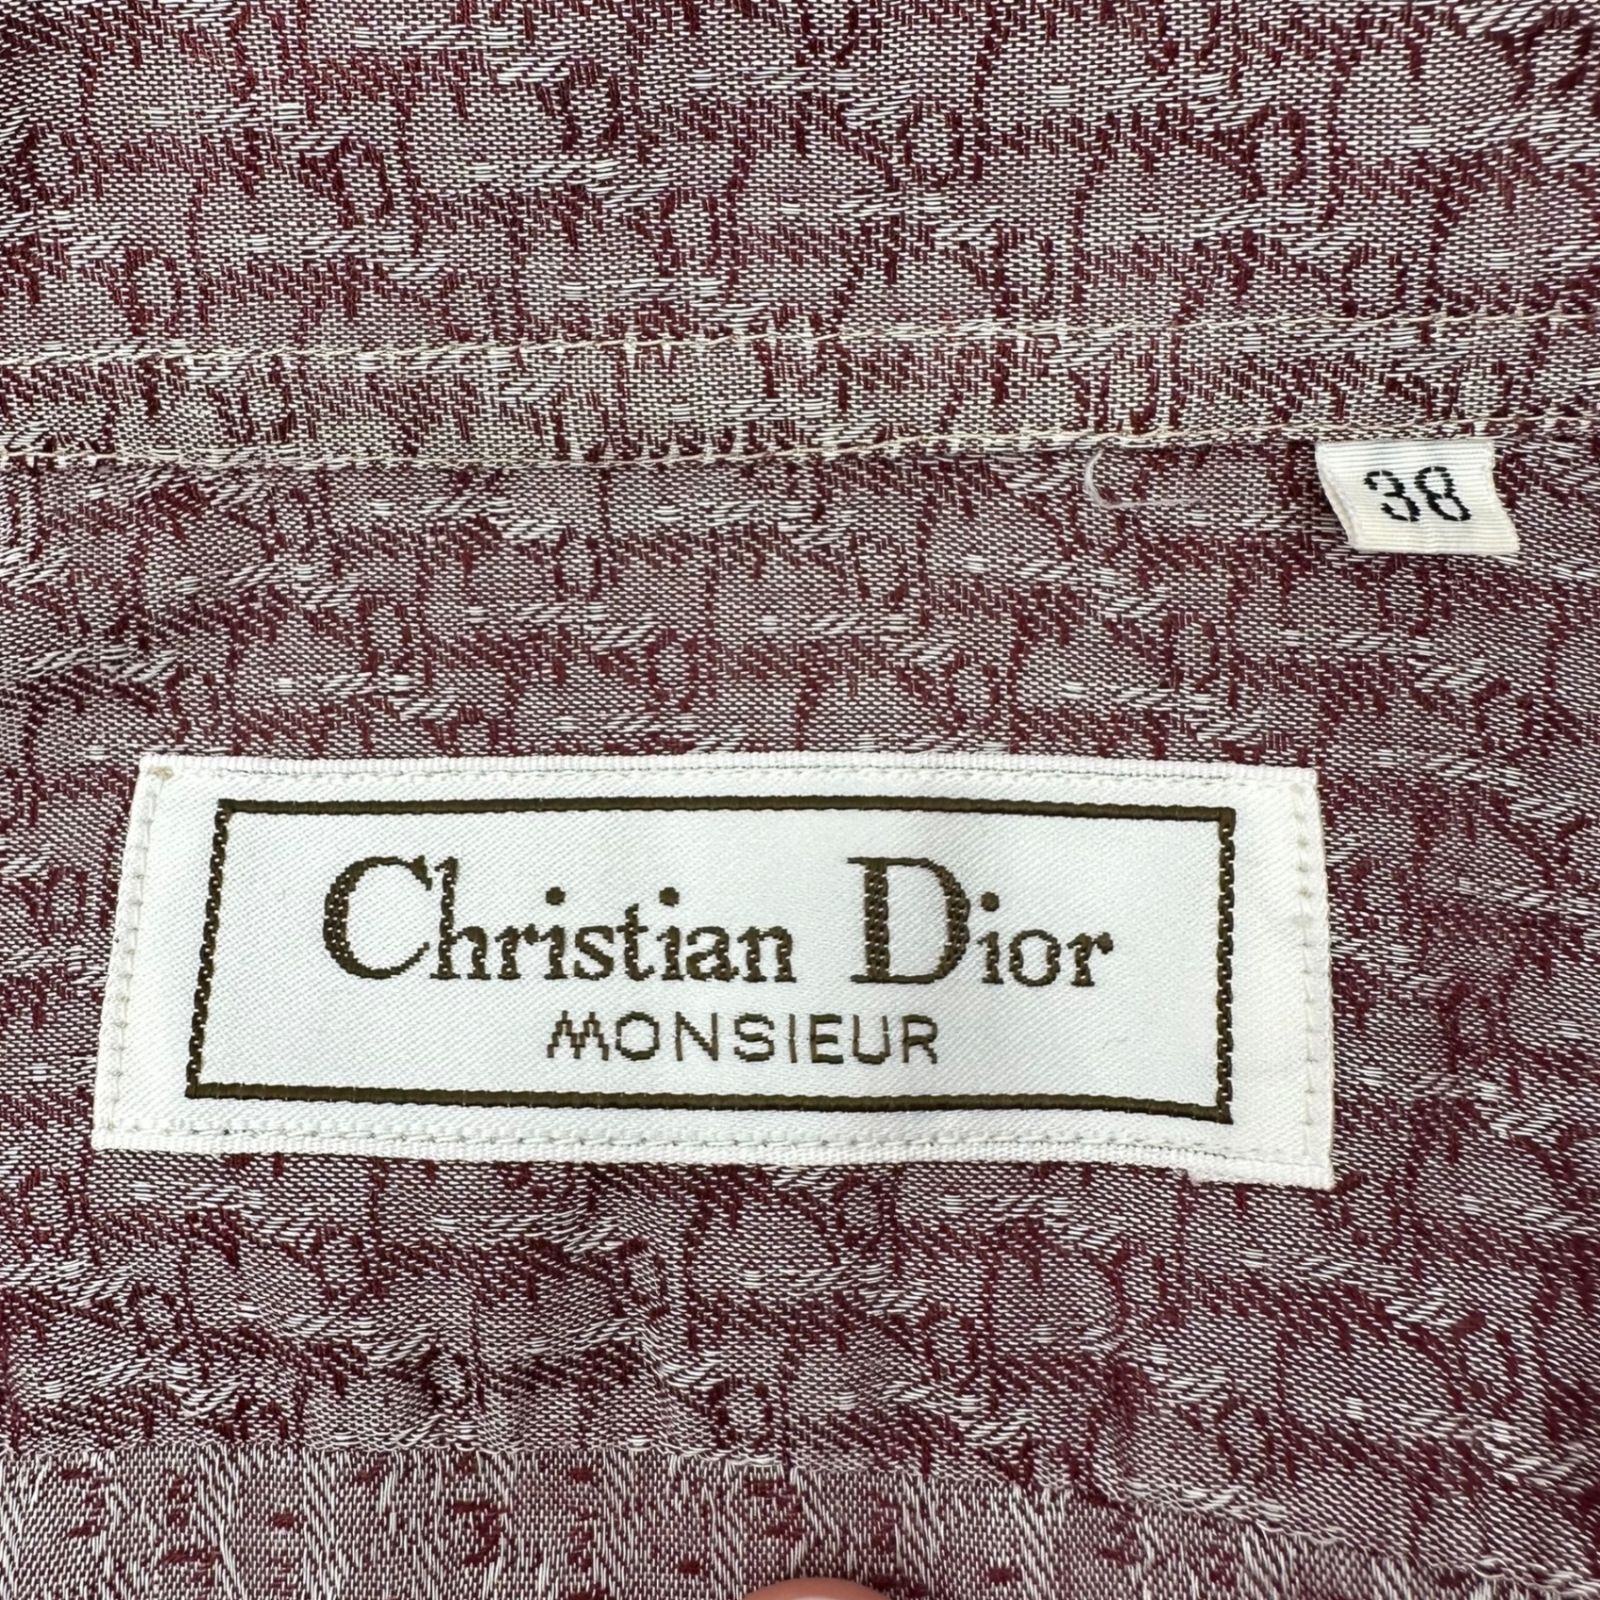 38
Christian Dior
MONSIEUR